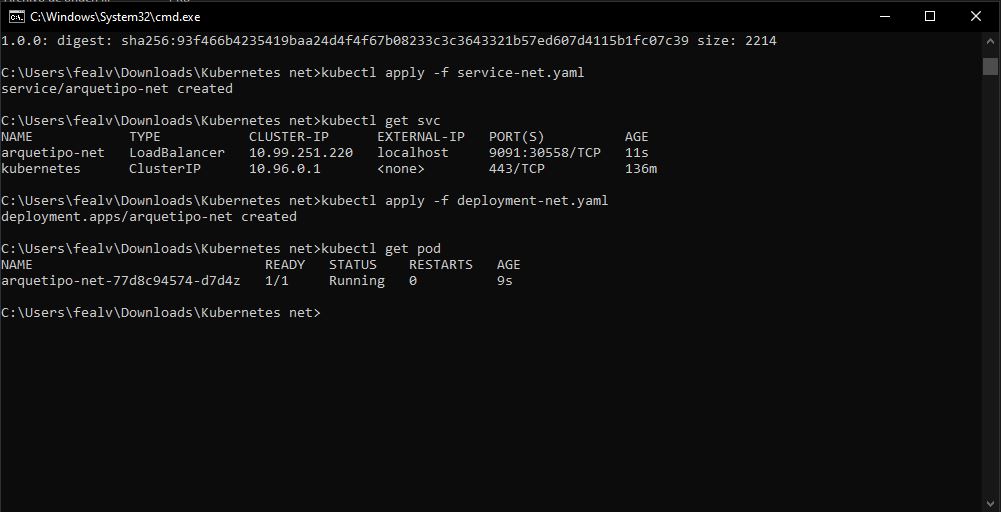 C:\Windows\System32\cmd.exe
1.0.0: digest: sha256:93f466b4235419baa24d4f4f67b08233c3c3643321b57ed607d4115b1fc07c39 size: 2214
C:\Users\fealv\Downloads\Kubernetes net>kubectl apply -f service-net.yaml
service/arquetipo-net created
C:\Users\fealv\Downloads\Kubernetes net>kubectl get svc
NAME            TYPE           CLUSTER-IP      EXTERNAL-IP   PORT(S)          AGE
arquetipo-net   LoadBalancer   10.99.251.220   localhost     9091:30558/TCP   11s
kubernetes      ClusterIP      10.96.0.1       <none>        443/TCP          136m
C:\Users\fealv\Downloads\Kubernetes net>kubectl apply -f deployment-net.yaml
deployment.apps/arquetipo-net created
C:\Users\fealv\Downloads\Kubernetes net>kubectl get pod
NAME                             READY   STATUS    RESTARTS   AGE
arquetipo-net-77d8c94574-d7d4z   1/1     Running   0          9s
C:\Users\fealv\Downloads\Kubernetes net>